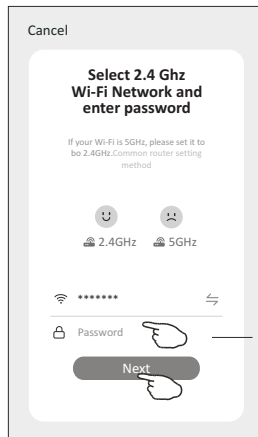 Cancel
Select 2.4 Ghz
Wi-Fi Network and
enter password
If your Wi-Fi is 5GHz, please set it to
bo 2.4GHz.Common router setting
method
2.4GHz 5GHz
*******
Password
Next